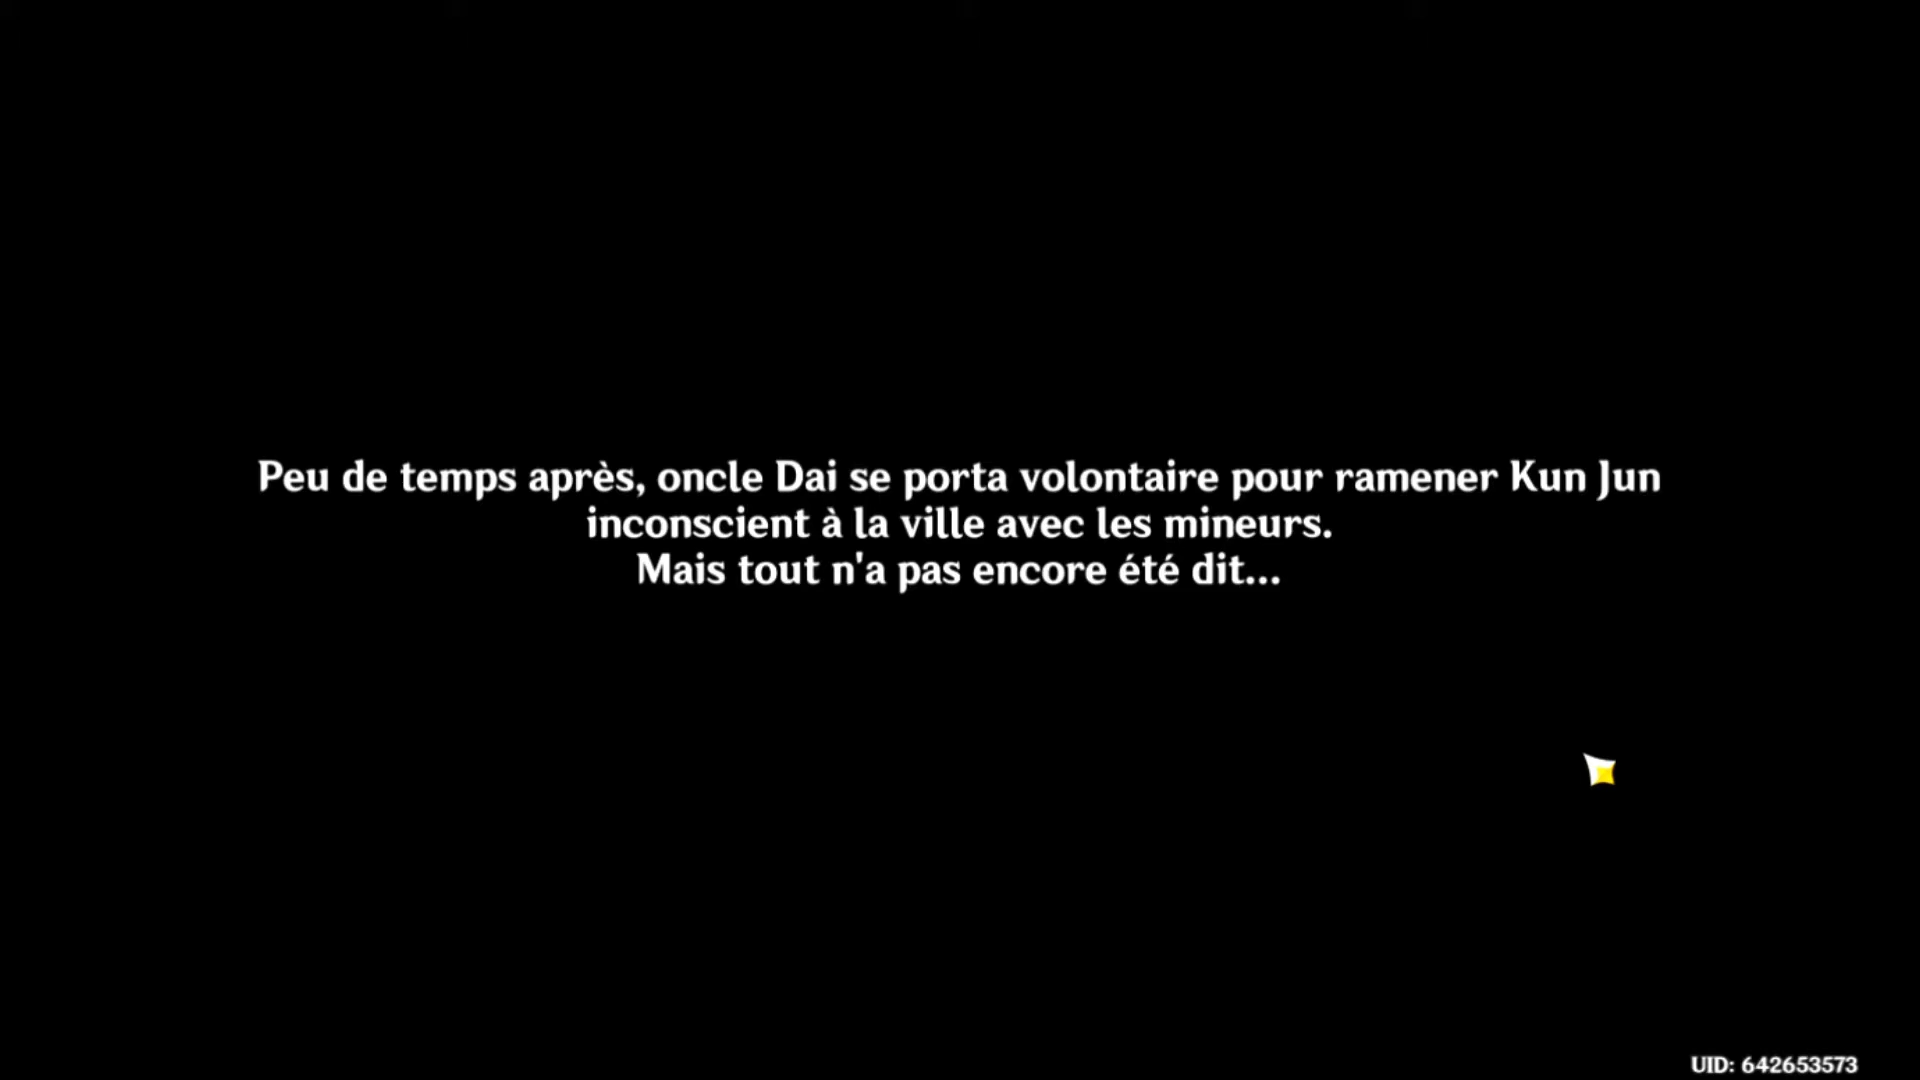 Peu de temps après, oncle Dai se porta volontaire pour ramener Kun Jun
inconscient à la ville avec les mineurs.
Mais tout n'a pas encore été dit...
UID: 642653573